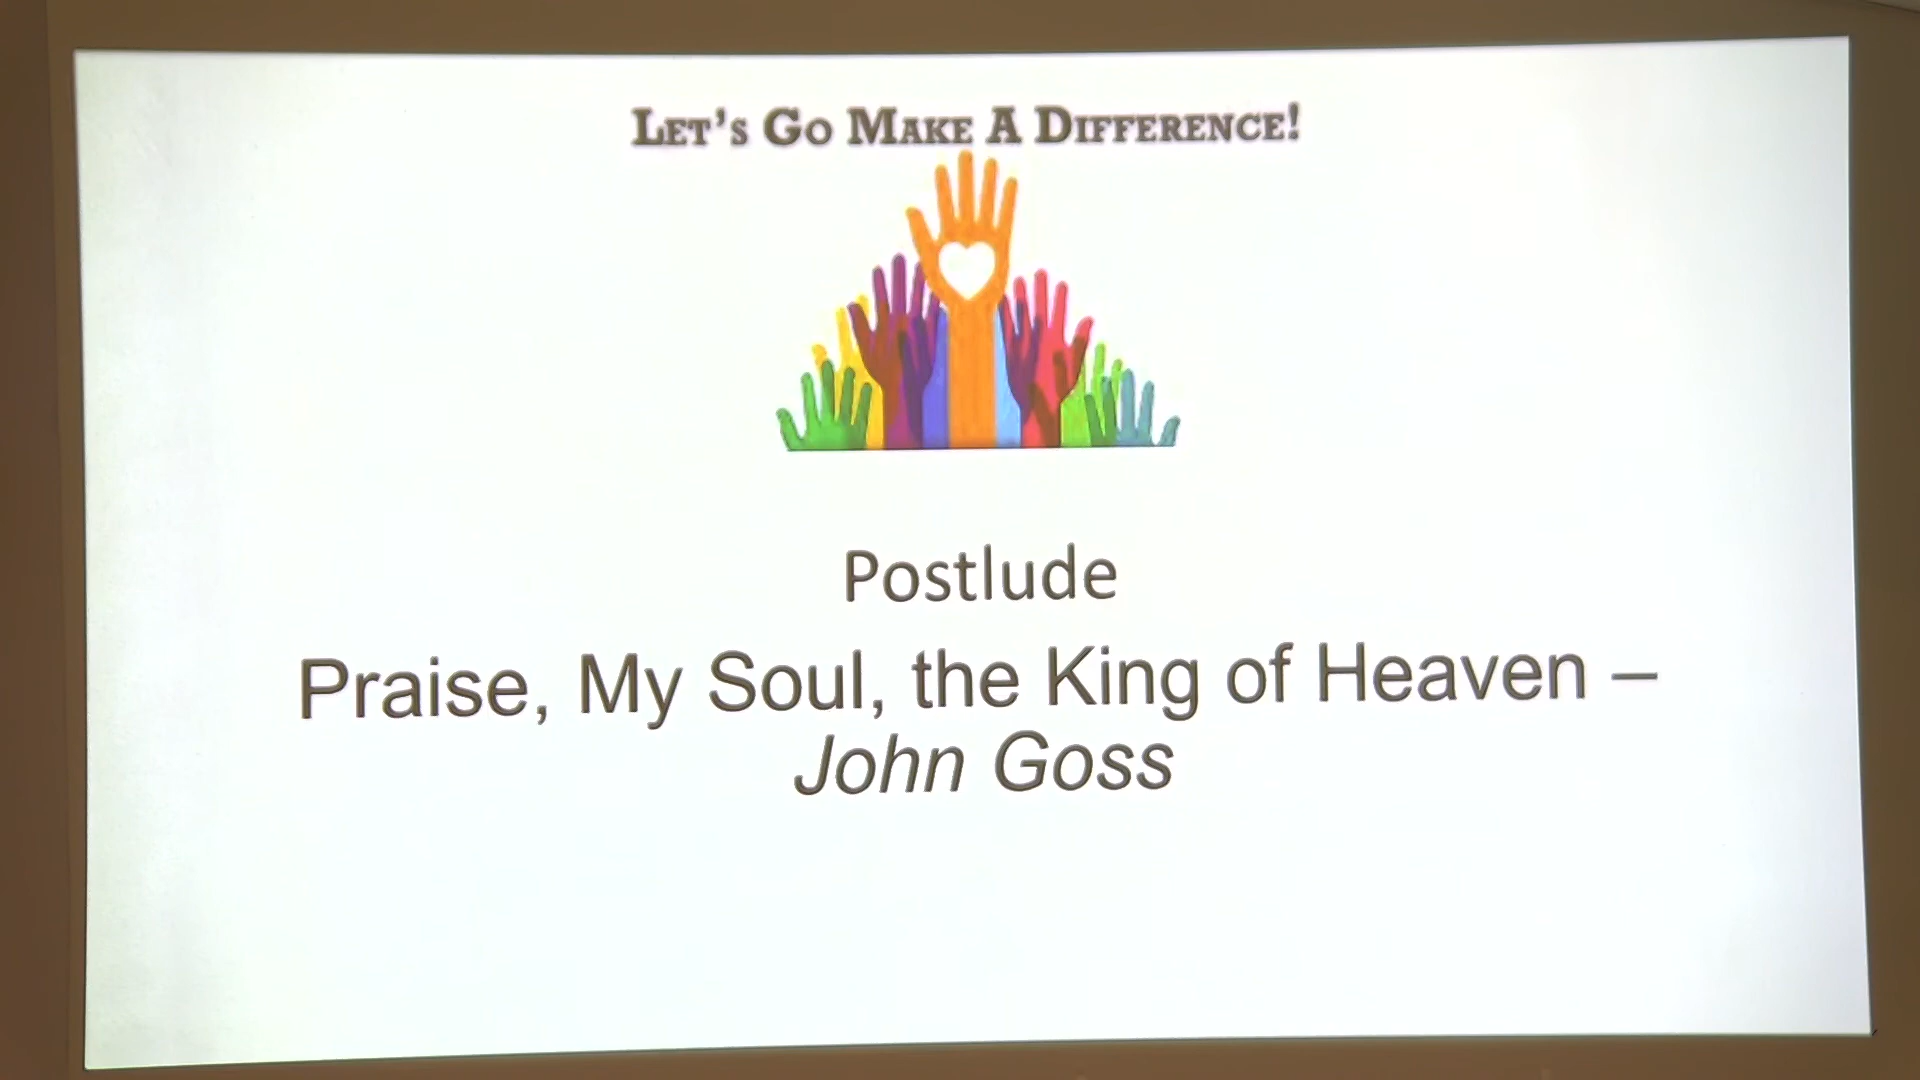 LET'S GO MAKE A DIFFERENCE!
Postlude
Praise, My Soul, the King of Heaven –
John Goss